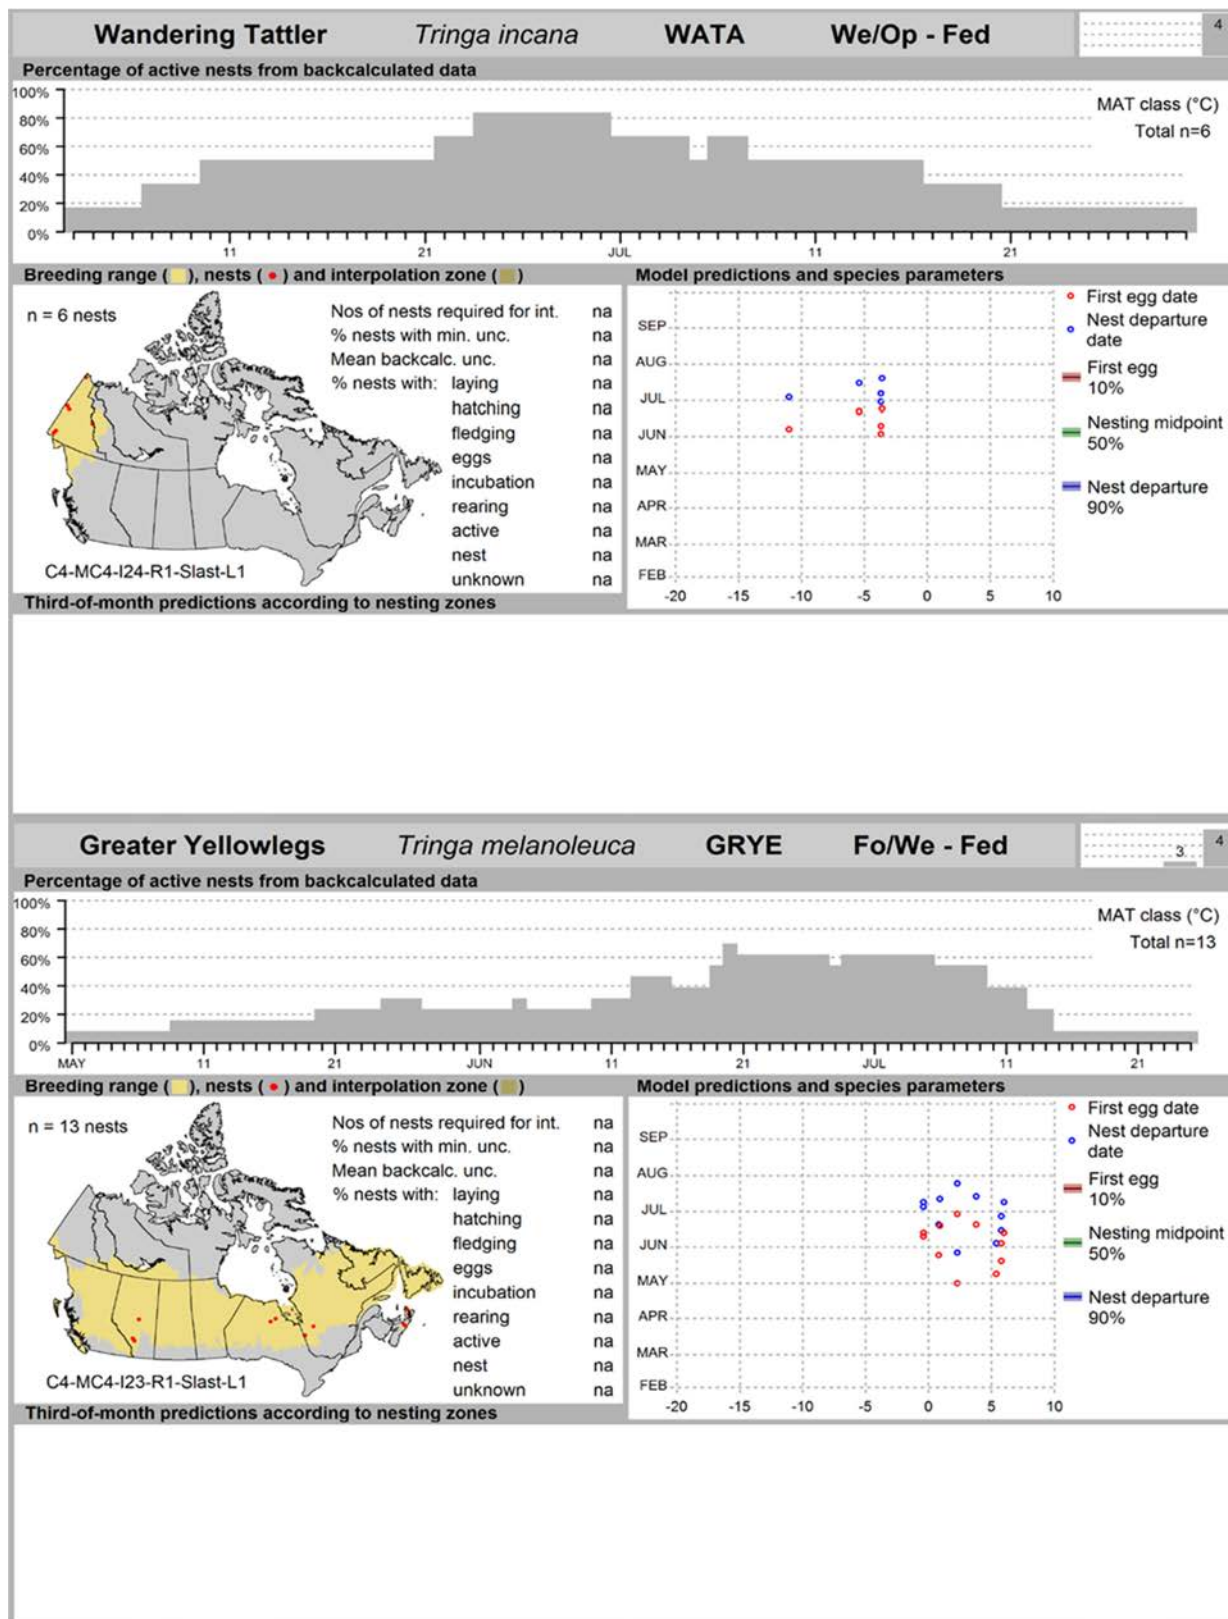 Wandering Tattler Tringa incana WATA We/Op - Fed 4
Percentage of active nests from backcalculated data
100%
80%
60%
40%
20%
0%
MAT class (°C)
Total n=6
11 21 JUL 11 21
Breeding range ( ), nests ( ) and interpolation zone ( ) Model predictions and species parameters
n = 6 nests
Nos of nests required for int. na
% nests with min. unc. na
Mean backcalc. unc. na
% nests with: laying na
hatching na
fledging na
eggs na
incubation na
rearing na
active na
nest na
unknown na
C4-MC4-I24-R1-Slast-L1
SEP
AUG
JUL
JUN
MAY
APR
MAR
FEB
-20 -15 -10 -5 0 5 10
First egg date
Nest departure
date
First egg
10%
Nesting midpoint
50%
Nest departure
90%
Third-of-month predictions according to nesting zones
Greater Yellowlegs Tringa melanoleuca GRYE Fo/We - Fed 3 4
Percentage of active nests from backcalculated data
100%
80%
60%
40%
20%
0%
MAT class (°C)
Total n=13
MAY 11 21 JUN 11 21 JUL 11 21
Breeding range ( ), nests ( ) and interpolation zone ( ) Model predictions and species parameters
n = 13 nests
Nos of nests required for int. na
% nests with min. unc. na
Mean backcalc. unc. na
% nests with: laying na
hatching na
fledging na
eggs na
incubation na
rearing na
active na
nest na
unknown na
C4-MC4-I23-R1-Slast-L1
SEP
AUG
JUL
JUN
MAY
APR
MAR
FEB
-20 -15 -10 -5 0 5 10
First egg date
Nest departure
date
First egg
10%
Nesting midpoint
50%
Nest departure
90%
Third-of-month predictions according to nesting zones